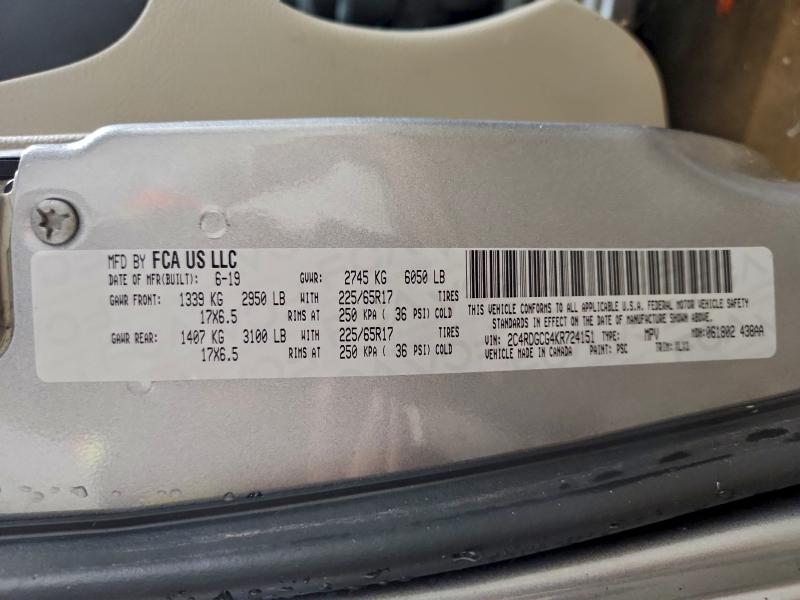 MFD BY FCA US LLC
DATE OF MFR(BUILT): 6-19 GVWR: 2745 KG 6050 LB
GAWR FRONT: 1339 KG 2950 LB WITH 225/65R17 TIRES
17X6.5 RIMS AT 250 KPA ( 36 PSI) COLD
GAWR REAR: 1407 KG 3100 LB WITH 225/65R17 TIRES
17X6.5 RIMS AT 250 KPA ( 36 PSI) COLD
THIS VEHICLE CONFORMS TO ALL APPLICABLE U.S.A. FEDERAL MOTOR VEHICLE SAFETY
STANDARDS IN EFFECT ON THE DATE OF MANUFACTURE SHOWN ABOVE.
VIN: 2C4RDGCG4KR724151 TYPE: MPV MDH: 061802 438AA
VEHICLE MADE IN CANADA PAINT: PSC TRIM: